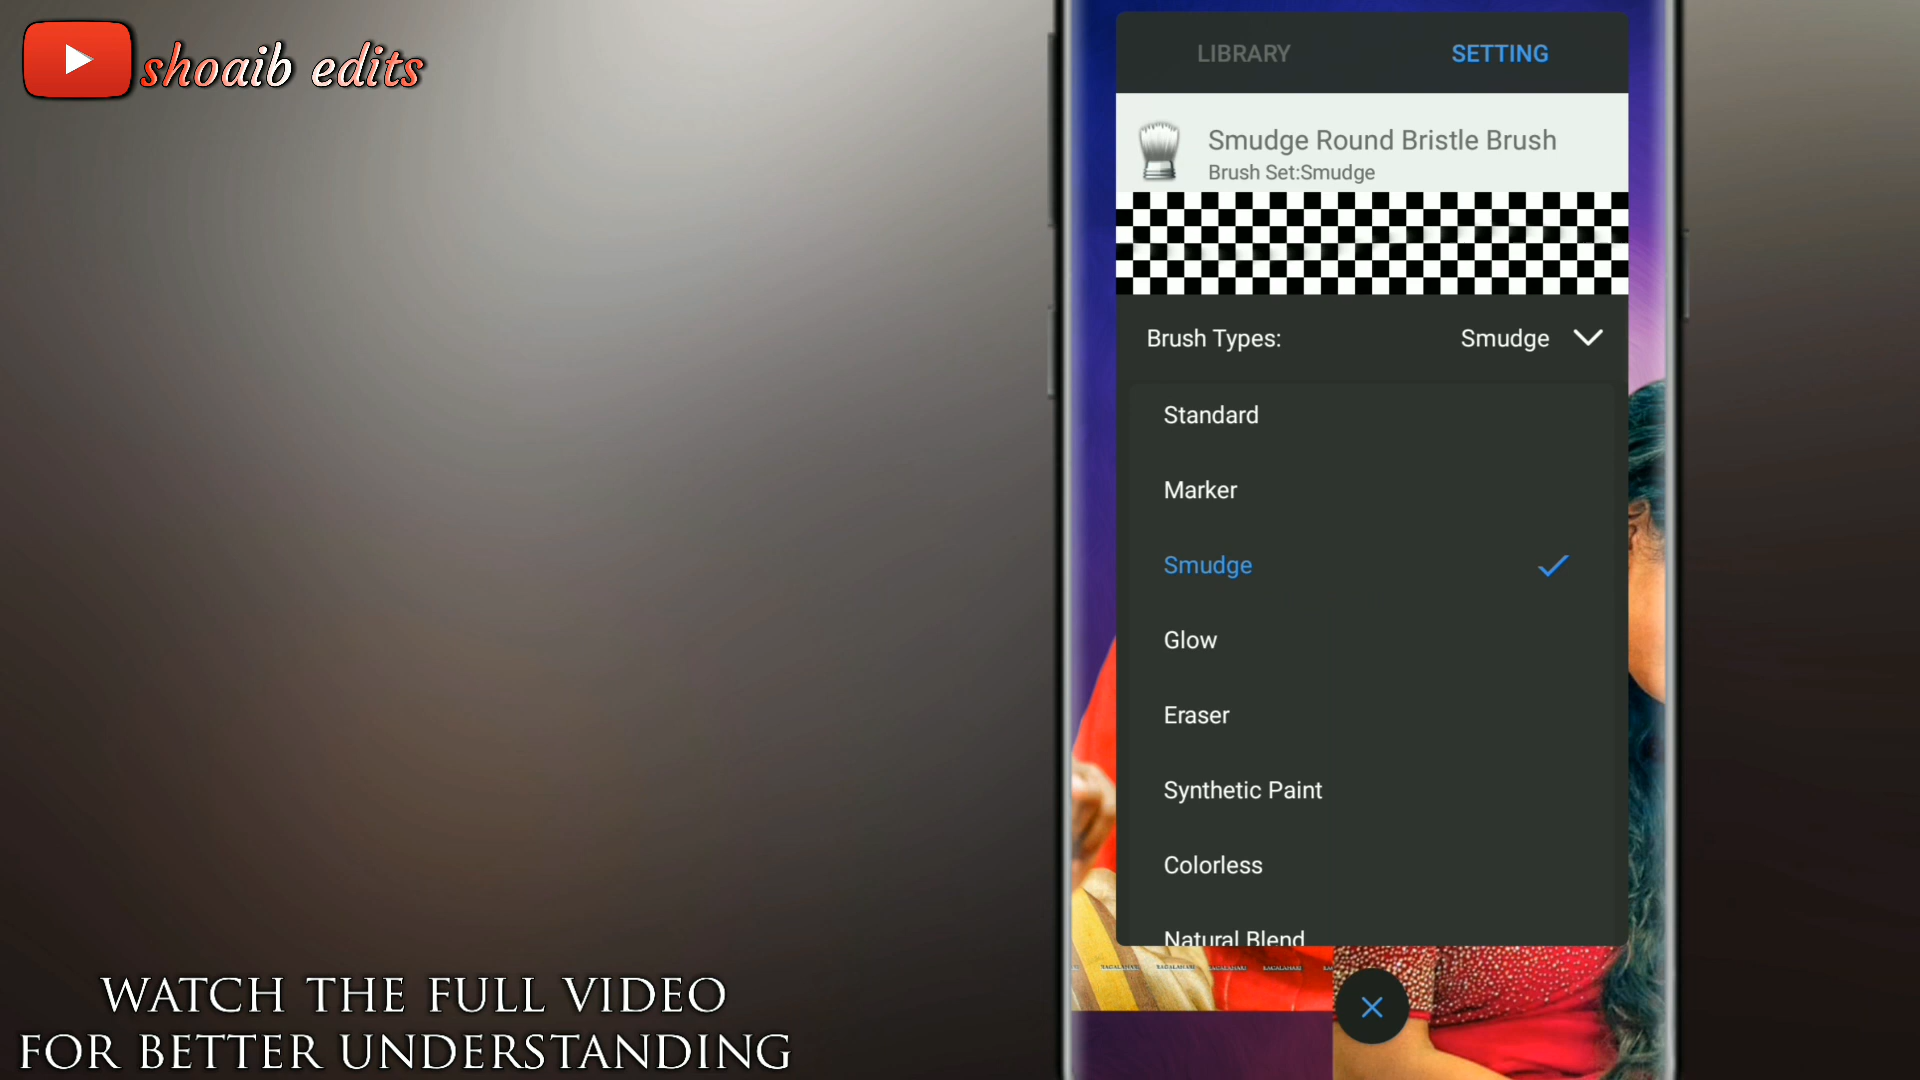 shoaib edits
LIBRARY
SETTING
Smudge Round Bristle Brush
Brush Set:Smudge
Brush Types:
Smudge
Standard
Marker
Smudge
Glow
Eraser
Synthetic Paint
Colorless
Natural Blend
WATCH THE FULL VIDEO
FOR BETTER UNDERSTANDING